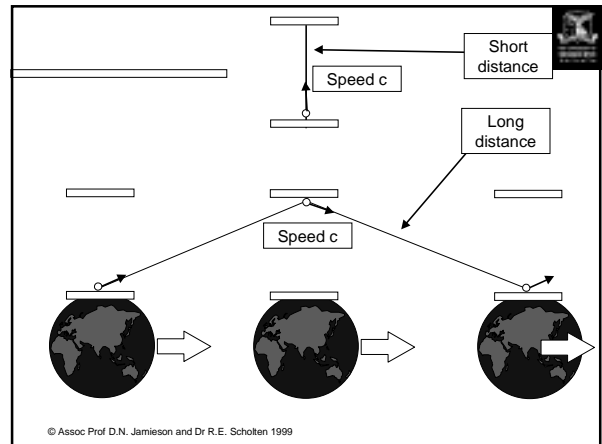 Short
distance
Speed c
Long
distance
Speed c
© Assoc Prof D.N. Jamieson and Dr R.E. Scholten 1999